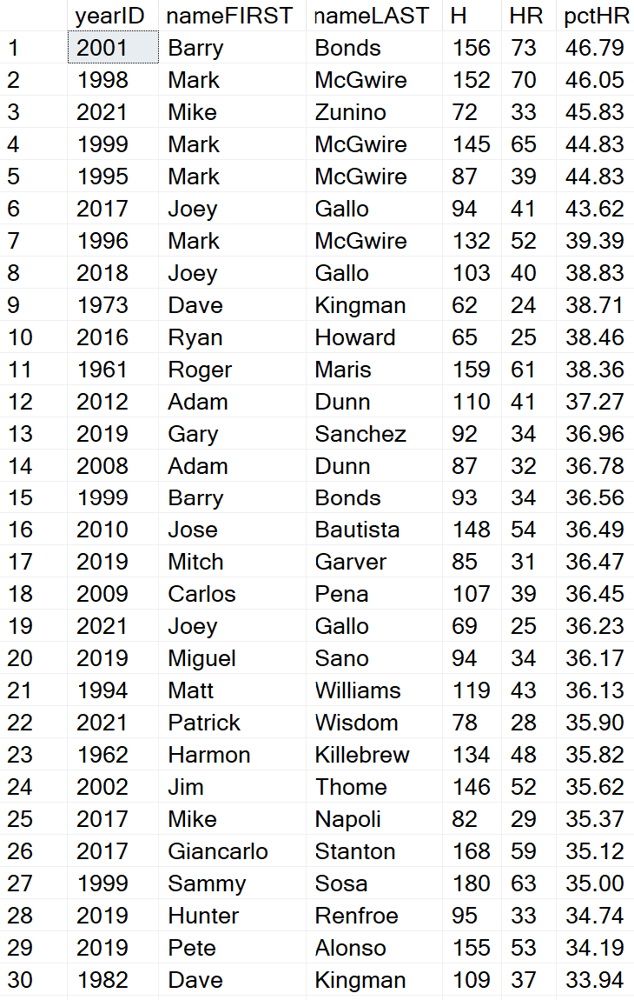 yearID nameFIRST nameLAST H HR pctHR
1 2001 Barry Bonds 156 73 46.79
2 1998 Mark McGwire 152 70 46.05
3 2021 Mike Zunino 72 33 45.83
4 1999 Mark McGwire 145 65 44.83
5 1995 Mark McGwire 87 39 44.83
6 2017 Joey Gallo 94 41 43.62
7 1996 Mark McGwire 132 52 39.39
8 2018 Joey Gallo 103 40 38.83
9 1973 Dave Kingman 62 24 38.71
10 2016 Ryan Howard 65 25 38.46
11 1961 Roger Maris 159 61 38.36
12 2012 Adam Dunn 110 41 37.27
13 2019 Gary Sanchez 92 34 36.96
14 2008 Adam Dunn 87 32 36.78
15 1999 Barry Bonds 93 34 36.56
16 2010 Jose Bautista 148 54 36.49
17 2019 Mitch Garver 85 31 36.47
18 2009 Carlos Pena 107 39 36.45
19 2021 Joey Gallo 69 25 36.23
20 2019 Miguel Sano 94 34 36.17
21 1994 Matt Williams 119 43 36.13
22 2021 Patrick Wisdom 78 28 35.90
23 1962 Harmon Killebrew 134 48 35.82
24 2002 Jim Thome 146 52 35.62
25 2017 Mike Napoli 82 29 35.37
26 2017 Giancarlo Stanton 168 59 35.12
27 1999 Sammy Sosa 180 63 35.00
28 2019 Hunter Renfroe 95 33 34.74
29 2019 Pete Alonso 155 53 34.19
30 1982 Dave Kingman 109 37 33.94